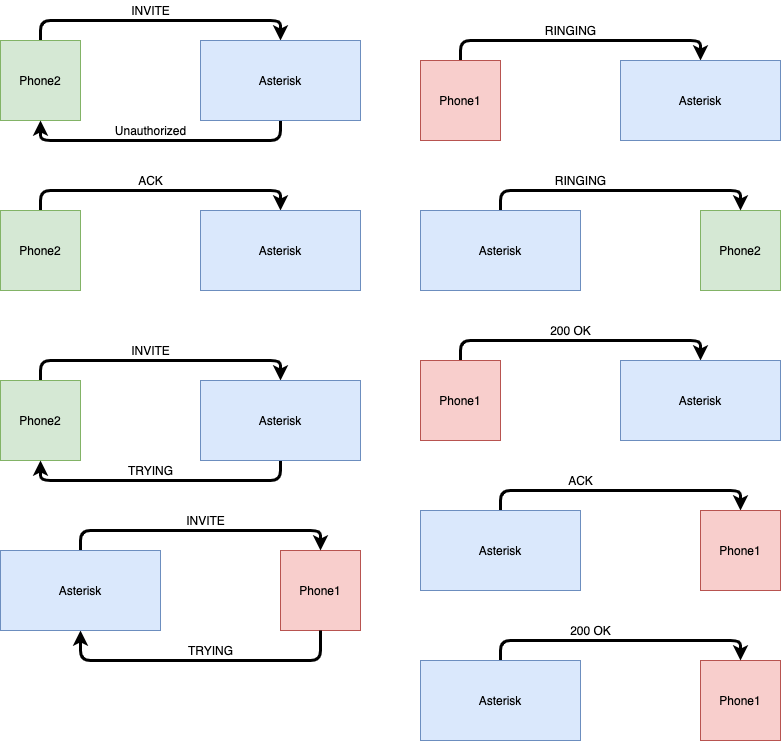 INVITE
Phone2
Asterisk
Unauthorized
ACK
Phone2
Asterisk
INVITE
Phone2
Asterisk
TRYING
INVITE
Asterisk
Phone1
TRYING
RINGING
Phone1
Asterisk
RINGING
Asterisk
Phone2
200 OK
Phone1
Asterisk
ACK
Asterisk
Phone1
200 OK
Asterisk
Phone1